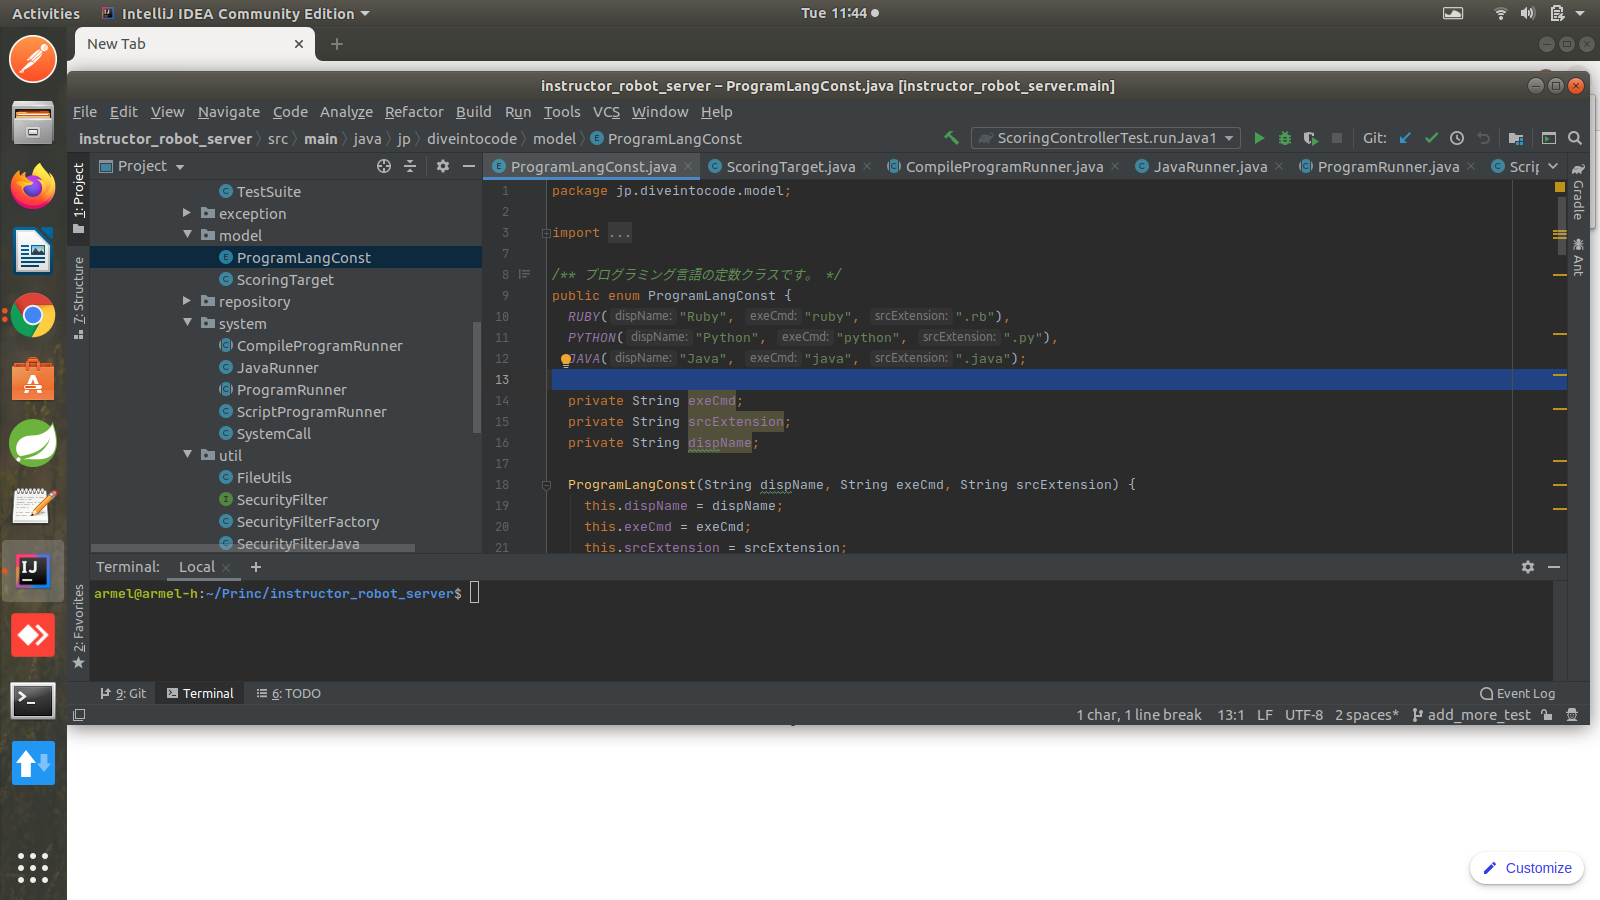 Activities IntelliJ IDEA Community Edition Tue 11:44
New Tab
instructor_robot_server – ProgramLangConst.java [instructor_robot_server.main]
File Edit View Navigate Code Analyze Refactor Build Run Tools VCS Window Help
instructor_robot_server src main java jp diveintocode model ProgramLangConst ScoringControllerTest.runJava1 Git:
Project ProgramLangConst.java ScoringTarget.java CompileProgramRunner.java JavaRunner.java ProgramRunner.java Scrip
1: Project
7: Structure
2: Favorites
TestSuite
exception
model
ProgramLangConst
ScoringTarget
repository
system
CompileProgramRunner
JavaRunner
ProgramRunner
ScriptProgramRunner
SystemCall
util
FileUtils
SecurityFilter
SecurityFilterFactory
SecurityFilterJava
1 package jp.diveintocode.model;
2
3 import ...
7
8 /** プログラミング言語の定数クラスです。 */
9 public enum ProgramLangConst {
10 RUBY( dispName: "Ruby", exeCmd: "ruby", srcExtension: ".rb"),
11 PYTHON( dispName: "Python", exeCmd: "python", srcExtension: ".py"),
12 JAVA( dispName: "Java", exeCmd: "java", srcExtension: ".java");
13
14 private String exeCmd;
15 private String srcExtension;
16 private String dispName;
17
18 ProgramLangConst(String dispName, String exeCmd, String srcExtension) {
19 this.dispName = dispName;
20 this.exeCmd = exeCmd;
21 this.srcExtension = srcExtension;
Gradle
Ant
Terminal: Local
armel@armel-h:~/Princ/instructor_robot_server$
9: Git Terminal 6: TODO Event Log
1 char, 1 line break 13:1 LF UTF-8 2 spaces* add_more_test
Customize